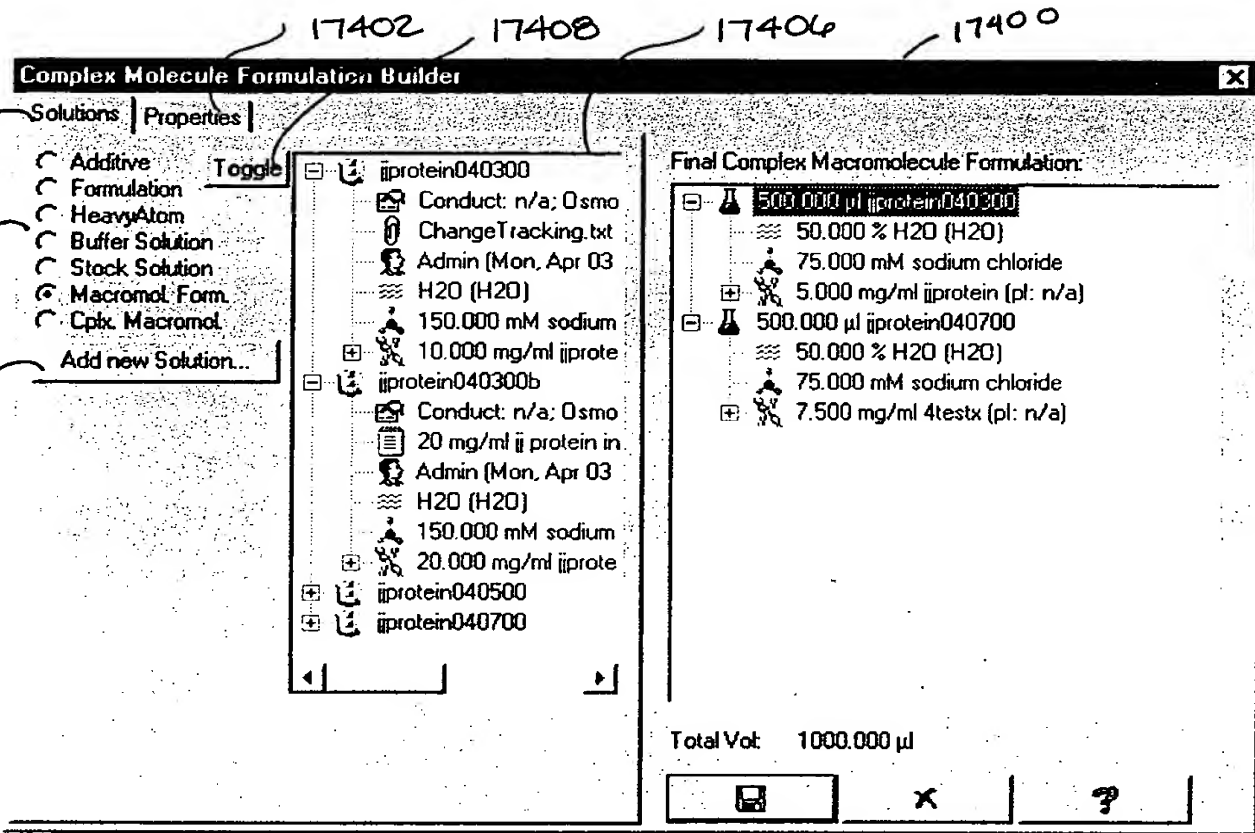 17402 17408 17406 17400
Complex Molecule Formulation Builder
Solutions Properties
Additive
Formulation
HeavyAtom
Buffer Solution
Stock Solution
Macromol. Form.
Cplx. Macromol.
Add new Solution...
Toggle
jjprotein040300
Conduct: n/a; Osmo
ChangeTracking.txt
Admin (Mon, Apr 03
H2O (H2O)
150.000 mM sodium
10.000 mg/ml jjprote
jjprotein040300b
Conduct: n/a; Osmo
20 mg/ml jj protein in
Admin (Mon, Apr 03
H2O (H2O)
150.000 mM sodium
20.000 mg/ml jjprote
jjprotein040500
jjprotein040700
Final Complex Macromolecule Formulation:
500.000 µl jjprotein040300
50.000 % H2O (H2O)
75.000 mM sodium chloride
5.000 mg/ml jjprotein (pI: n/a)
500.000 µl jjprotein040700
50.000 % H2O (H2O)
75.000 mM sodium chloride
7.500 mg/ml 4testx (pI: n/a)
Total Vol: 1000.000 µl